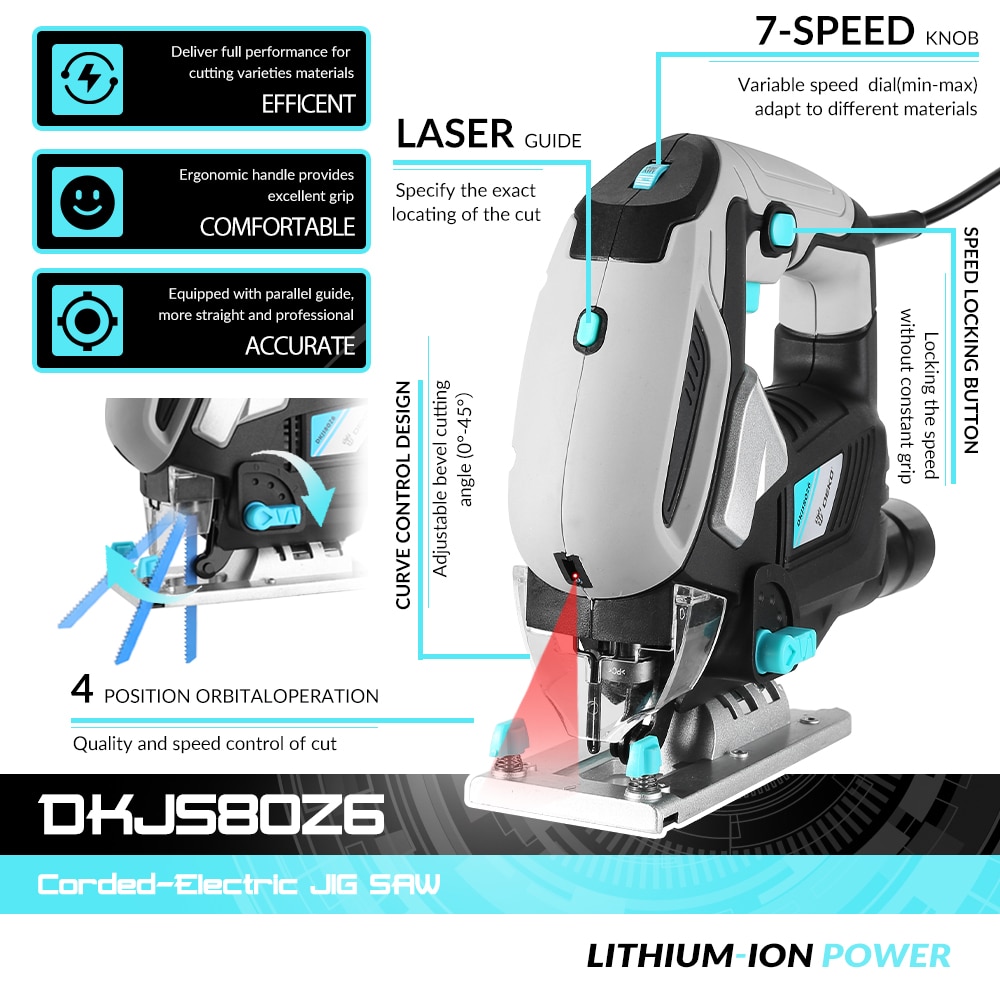 Deliver full performance for
cutting varieties materials
EFFICENT
Ergonomic handle provides
excellent grip
COMFORTABLE
Equipped with parallel guide,
more straight and professional
ACCURATE
7-SPEED KNOB
Variable speed dial(min-max)
adapt to different materials
LASER GUIDE
Specify the exact
locating of the cut
SPEED LOCKING BUTTON
Locking the speed
without constant grip
CURVE CONTROL DESIGN
Adjustable bevel cutting
angle (0°-45°)
DKJS80Z6
DEKO
4 POSITION ORBITALOPERATION
Quality and speed control of cut
DKJS80Z6
Corded-Electric JIG SAW
LITHIUM-ION POWER